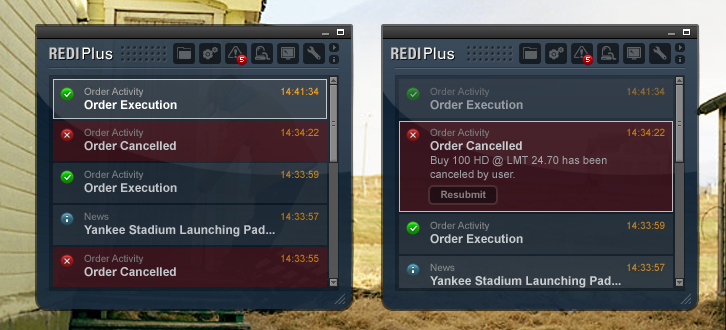 REDIPlus
5
Order Activity 14:41:34
Order Execution
Order Activity 14:34:22
Order Cancelled
Order Activity 14:33:59
Order Execution
News 14:33:57
Yankee Stadium Launching Pad...
Order Activity 14:33:55
Order Cancelled
REDIPlus
5
Order Activity 14:41:34
Order Execution
Order Activity 14:34:22
Order Cancelled
Buy 100 HD @ LMT 24.70 has been
canceled by user.
Resubmit
Order Activity 14:33:59
Order Execution
News 14:33:57
Yankee Stadium Launching Pad...